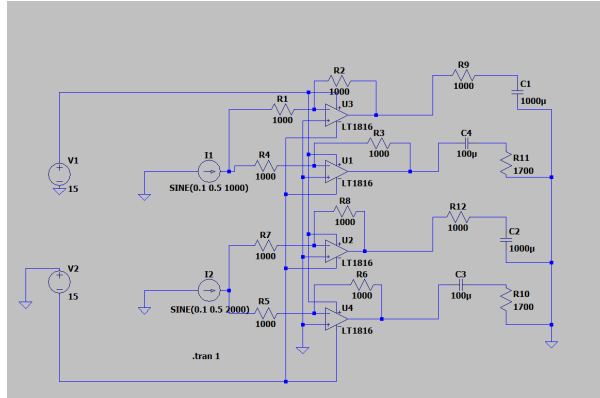 R9
1000
C1
1000µ
R2
1000
R1
1000
U3
LT1816
R3
1000
C4
100µ
R11
1700
V1
15
I1
SINE(0.1 0.5 1000)
R4
1000
U1
LT1816
R8
1000
R12
1000
C2
1000µ
R7
1000
U2
LT1816
V2
15
I2
SINE(0.1 0.5 2000)
R6
1000
C3
100µ
R10
1700
R5
1000
U4
LT1816
.tran 1